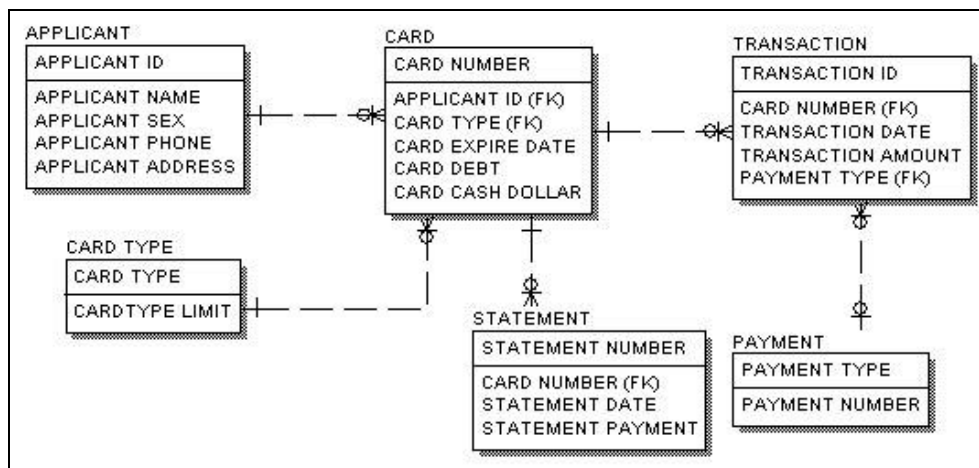 APPLICANT
APPLICANT ID
APPLICANT NAME
APPLICANT SEX
APPLICANT PHONE
APPLICANT ADDRESS
CARD
CARD NUMBER
APPLICANT ID (FK)
CARD TYPE (FK)
CARD EXPIRE DATE
CARD DEBT
CARD CASH DOLLAR
TRANSACTION
TRANSACTION ID
CARD NUMBER (FK)
TRANSACTION DATE
TRANSACTION AMOUNT
PAYMENT TYPE (FK)
CARD TYPE
CARD TYPE
CARDTYPE LIMIT
STATEMENT
STATEMENT NUMBER
CARD NUMBER (FK)
STATEMENT DATE
STATEMENT PAYMENT
PAYMENT
PAYMENT TYPE
PAYMENT NUMBER